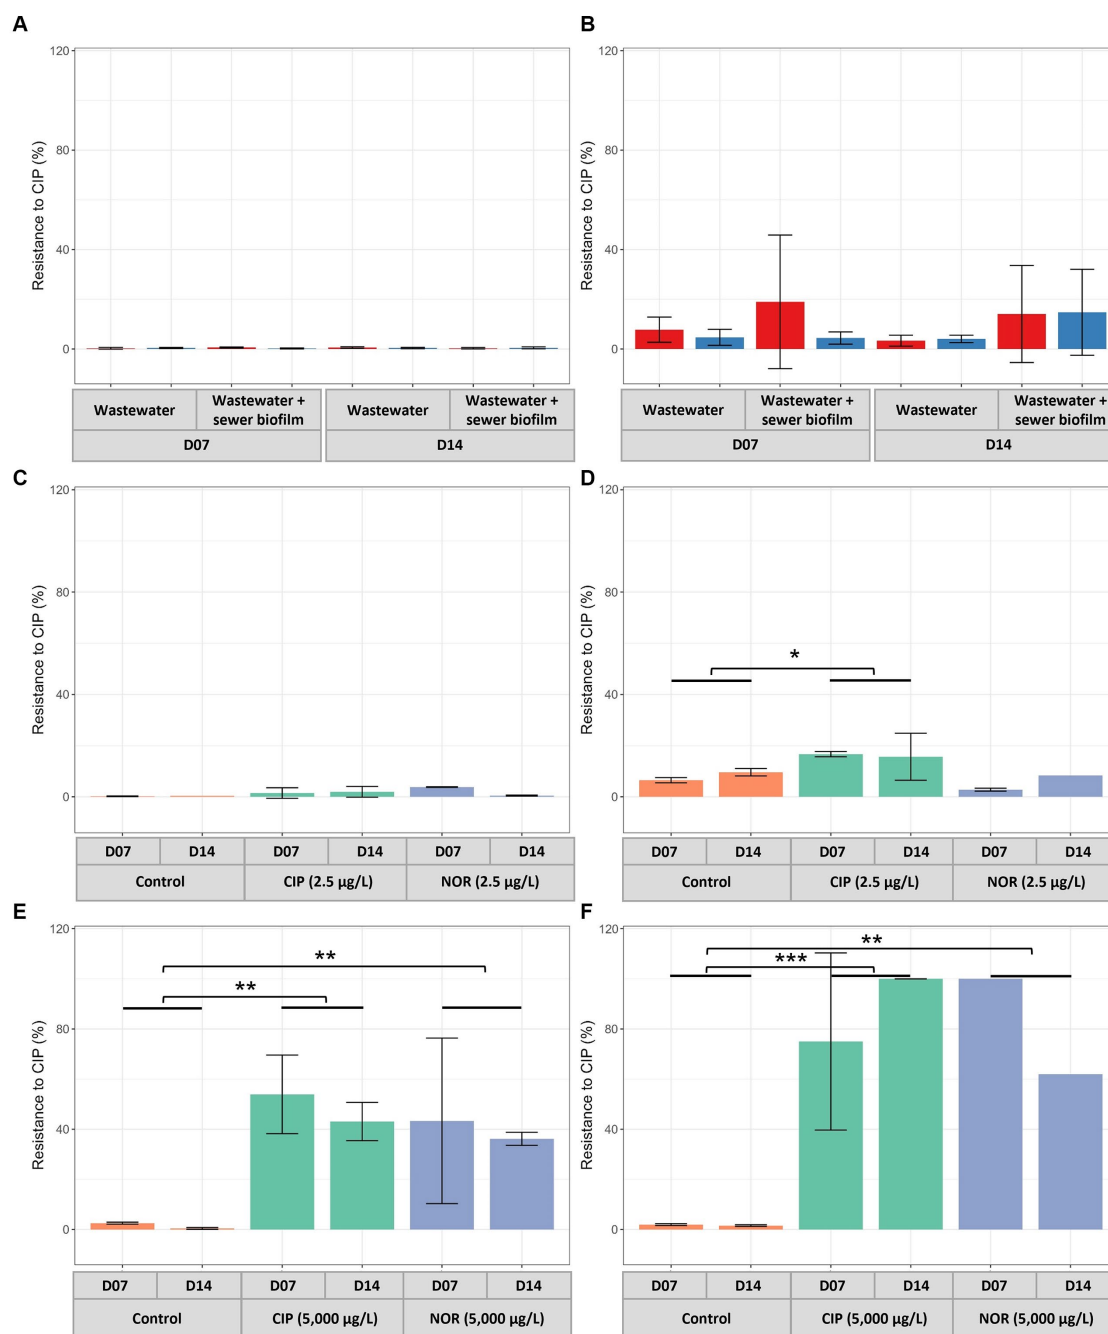 A
B
Resistance to CIP (%)
120
80
40
0
Wastewater
Wastewater +
sewer biofilm
Wastewater
Wastewater +
sewer biofilm
D07
D14
Resistance to CIP (%)
120
80
40
0
Wastewater
Wastewater +
sewer biofilm
Wastewater
Wastewater +
sewer biofilm
D07
D14
C
D
Resistance to CIP (%)
120
80
40
0
D07 D14 D07 D14 D07 D14
Control CIP (2.5 µg/L) NOR (2.5 µg/L)
Resistance to CIP (%)
120
80
40
0
*
D07 D14 D07 D14 D07 D14
Control CIP (2.5 µg/L) NOR (2.5 µg/L)
E
F
Resistance to CIP (%)
120
80
40
0
**
**
D07 D14 D07 D14 D07 D14
Control CIP (5,000 µg/L) NOR (5,000 µg/L)
Resistance to CIP (%)
120
80
40
0
**
***
D07 D14 D07 D14 D07 D14
Control CIP (5,000 µg/L) NOR (5,000 µg/L)